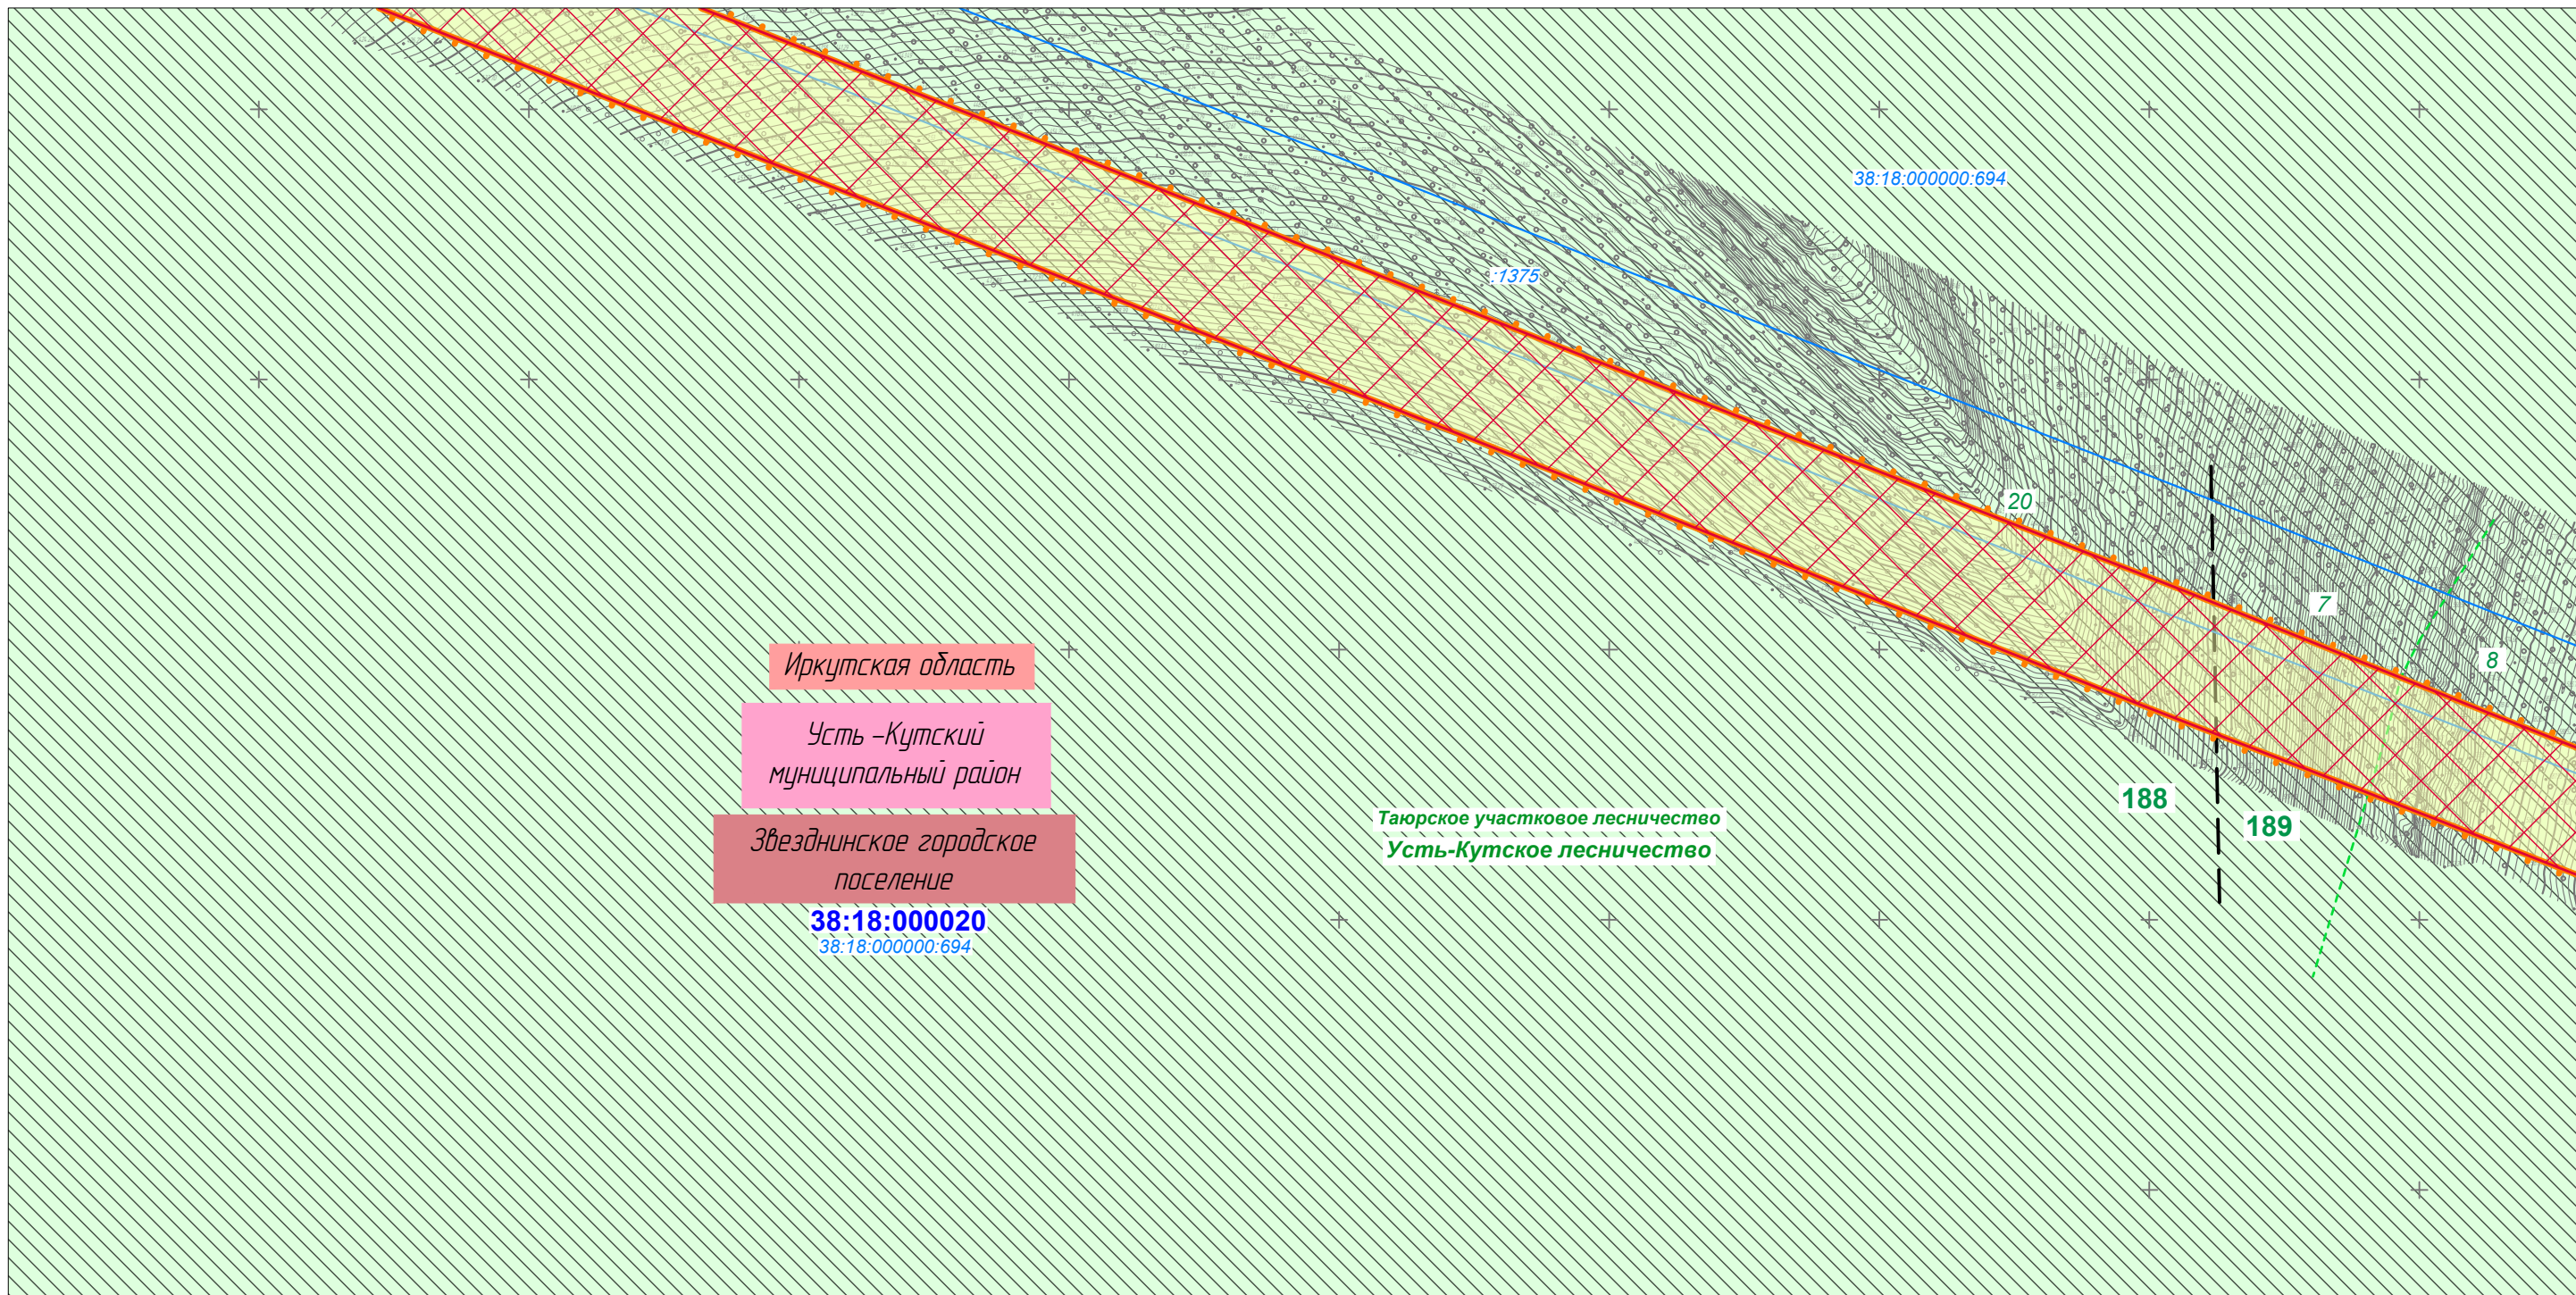 38:18:000000:694
:1375
20
7
8
Иркутская область
Усть -Кутский
муниципальный район
Звезднинское городское
поселение
38:18:000020
38:18:000000:694
Таюрское участковое лесничество
Усть-Кутское лесничество
188
189